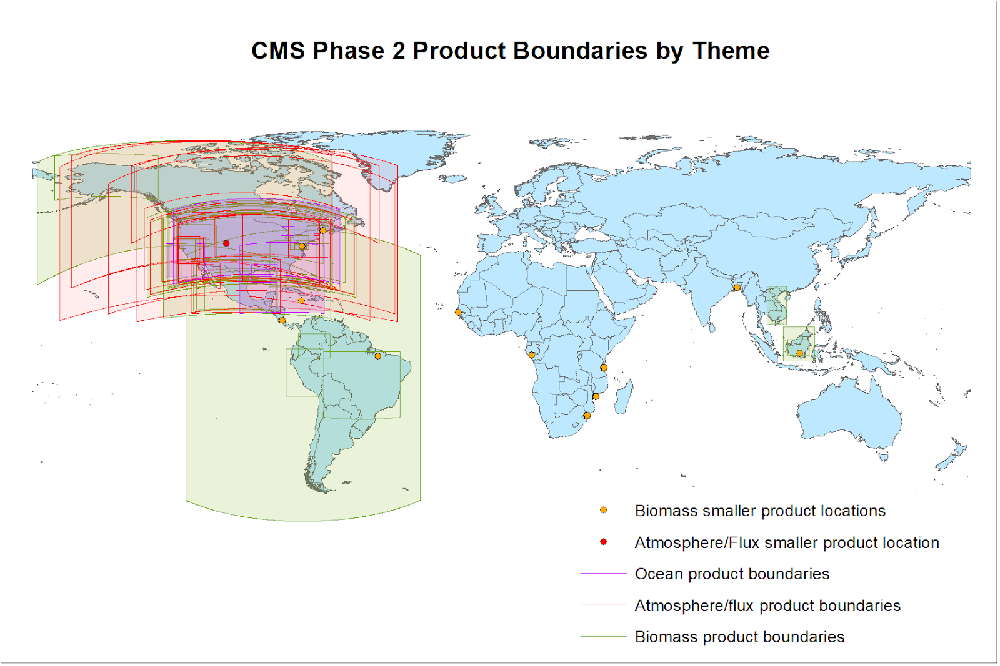 CMS Phase 2 Product Boundaries by Theme
Biomass smaller product locations
Atmosphere/Flux smaller product location
Ocean product boundaries
Atmosphere/flux product boundaries
Biomass product boundaries